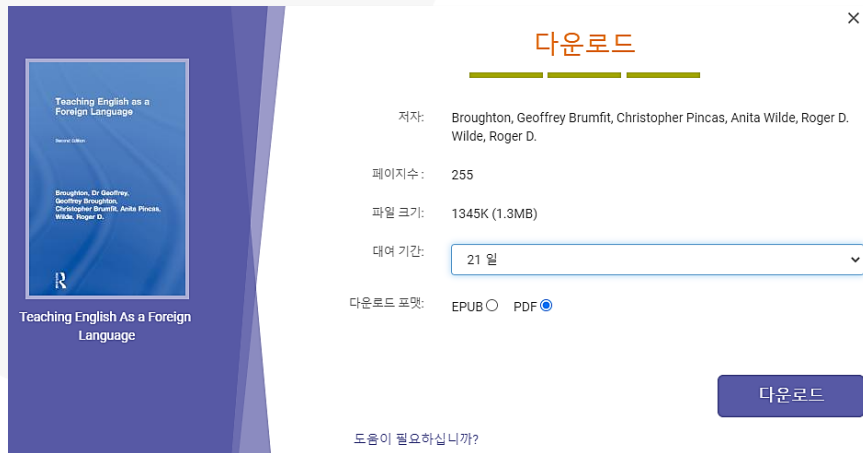 ×
다운로드
Teaching English as a
Foreign Language
Second Edition
Broughton, Dr Geoffrey,
Geoffrey Broughton,
Christopher Brumfit, Anita Pincas,
Wilde, Roger D.
R
Teaching English As a Foreign
Language
저자:
Broughton, Geoffrey Brumfit, Christopher Pincas, Anita Wilde, Roger D.
Wilde, Roger D.
페이지수 :
255
파일 크기:
1345K (1.3MB)
대여 기간:
21 일
다운로드 포맷:
EPUB PDF
다운로드
도움이 필요하십니까?